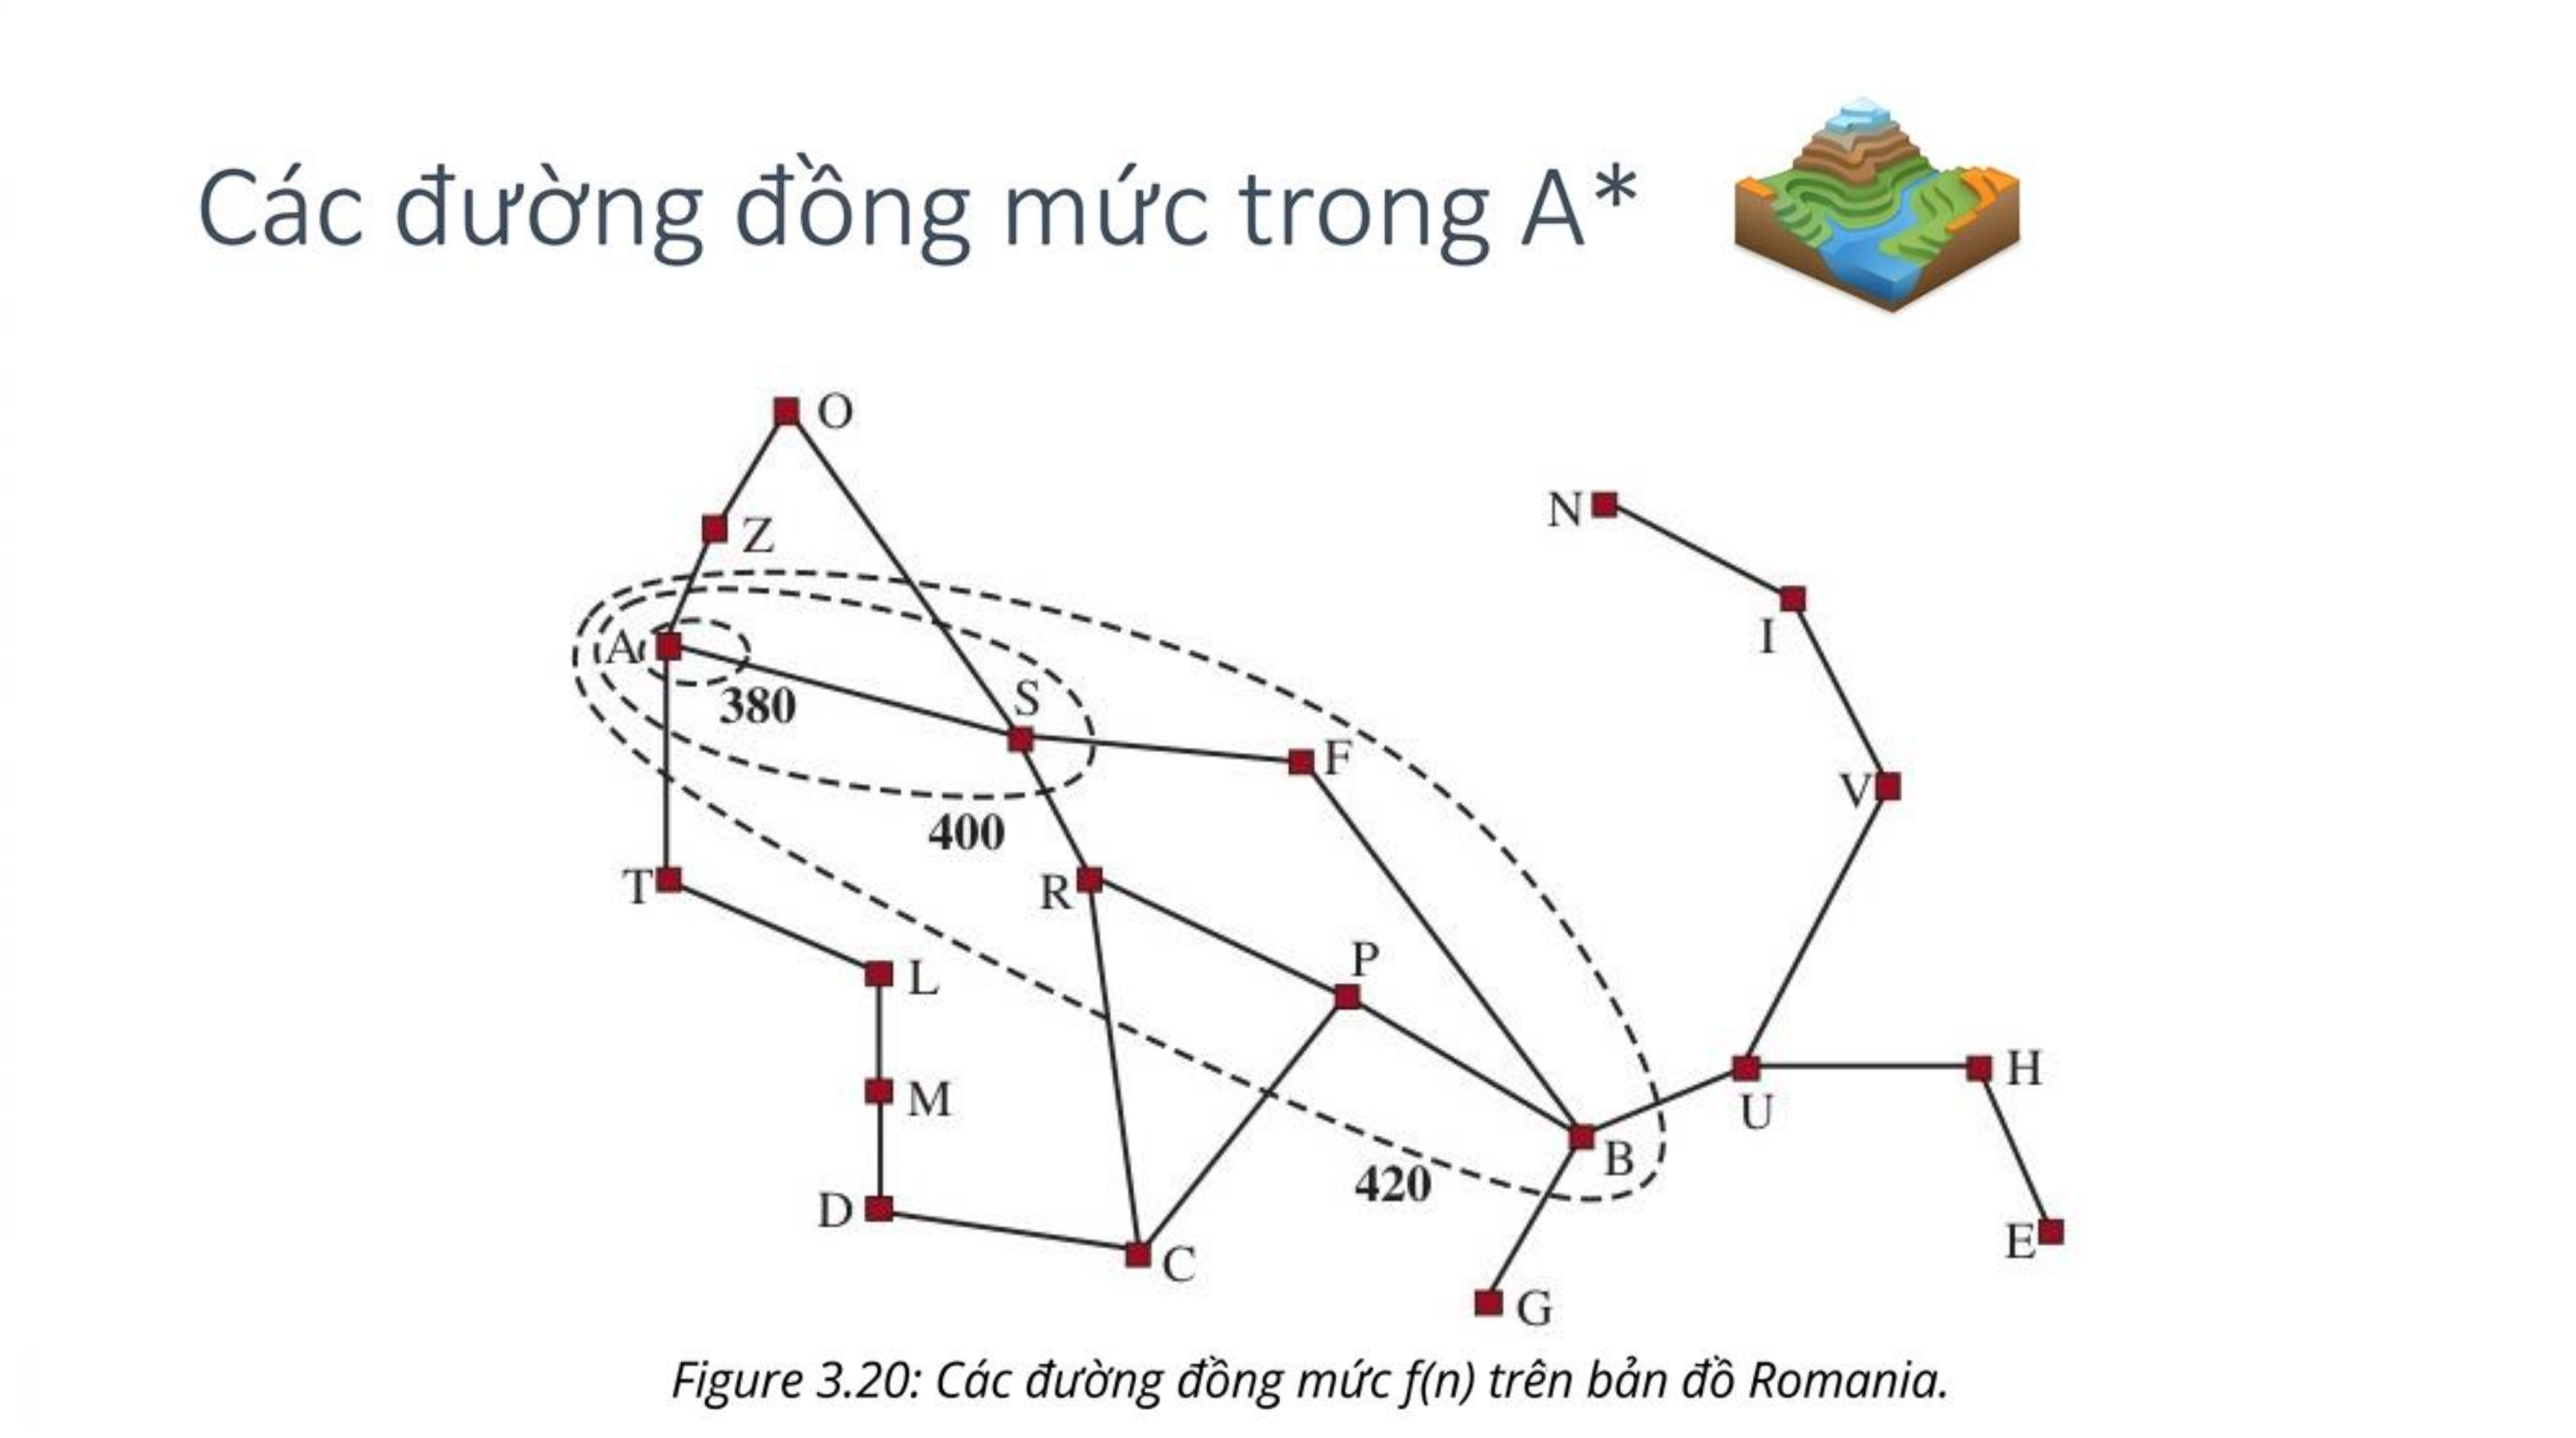 Các đường đồng mức trong A*
O
N
Z
I
A
380
S
F
V
400
T
R
P
L
M
U
H
B
420
D
C
E
G
Figure 3.20: Các đường đồng mức f(n) trên bản đồ Romania.